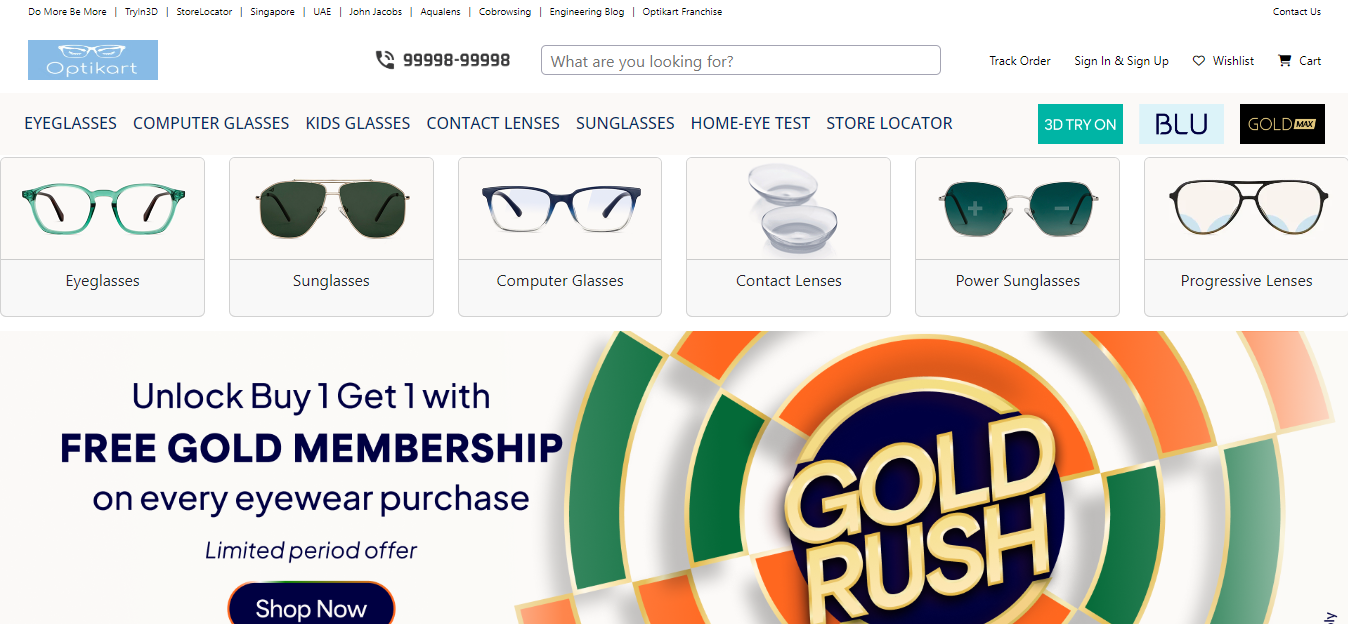 Do More Be More | TryIn3D | StoreLocator | Singapore | UAE | John Jacobs | Aqualens | Cobrowsing | Engineering Blog | Optikart Franchise
Contact Us
Optikart
99998-99998
What are you looking for?
Track Order
Sign In & Sign Up
Wishlist
Cart
EYEGLASSES COMPUTER GLASSES KIDS GLASSES CONTACT LENSES SUNGLASSES HOME-EYE TEST STORE LOCATOR
3D TRY ON
BLU
GOLD MAX
Eyeglasses
Sunglasses
Computer Glasses
Contact Lenses
Power Sunglasses
Progressive Lenses
Unlock Buy 1 Get 1 with
FREE GOLD MEMBERSHIP
on every eyewear purchase
Limited period offer
Shop Now
GOLD
RUSH